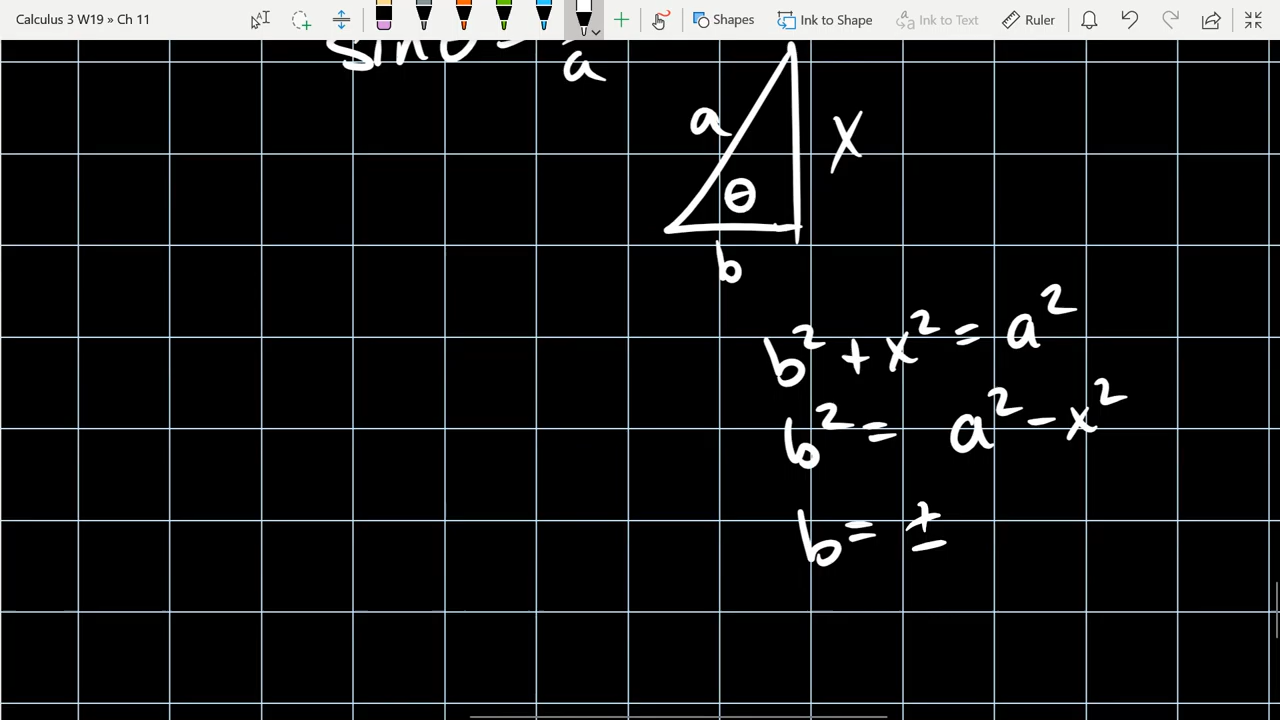 Calculus 3 W19 » Ch 11
Shapes
Ink to Shape
Ink to Text
Ruler
sin θ =
a
a
x
θ
b
b² + x² = a²
b² = a² - x²
b = ±